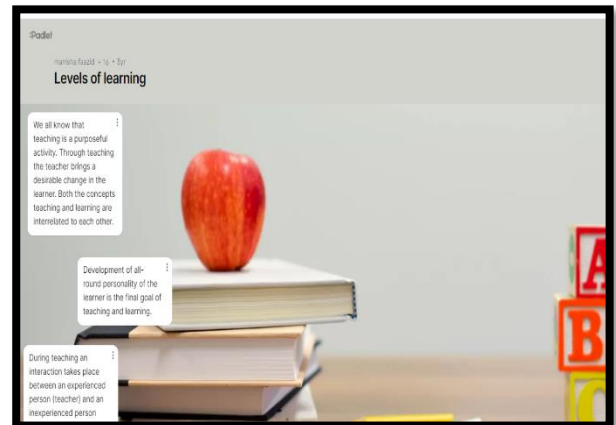 :Padlet
Levels of learning
We all know that
teaching is a purposeful
activity. Through teaching
the teacher brings a
desirable change in the
learner. Both the concepts
teaching and learning are
interrelated to each other.
Development of all-
round personality of the
learner is the final goal of
teaching and learning.
During teaching an
interaction takes place
between an experienced
person (teacher) and an
inexperienced person
A
B
C